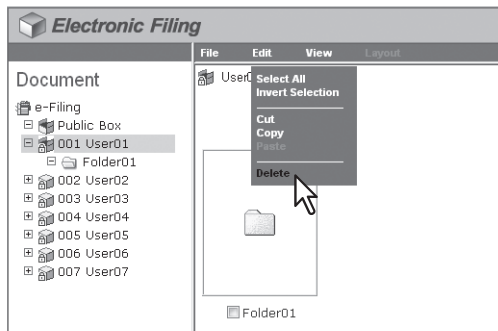 Electronic Filing
File Edit View Layout
Document
e-Filing
Public Box
001 User01
Folder01
002 User02
003 User03
004 User04
005 User05
006 User06
007 User07
Select All
Invert Selection
Cut
Copy
Paste
Delete
Folder01